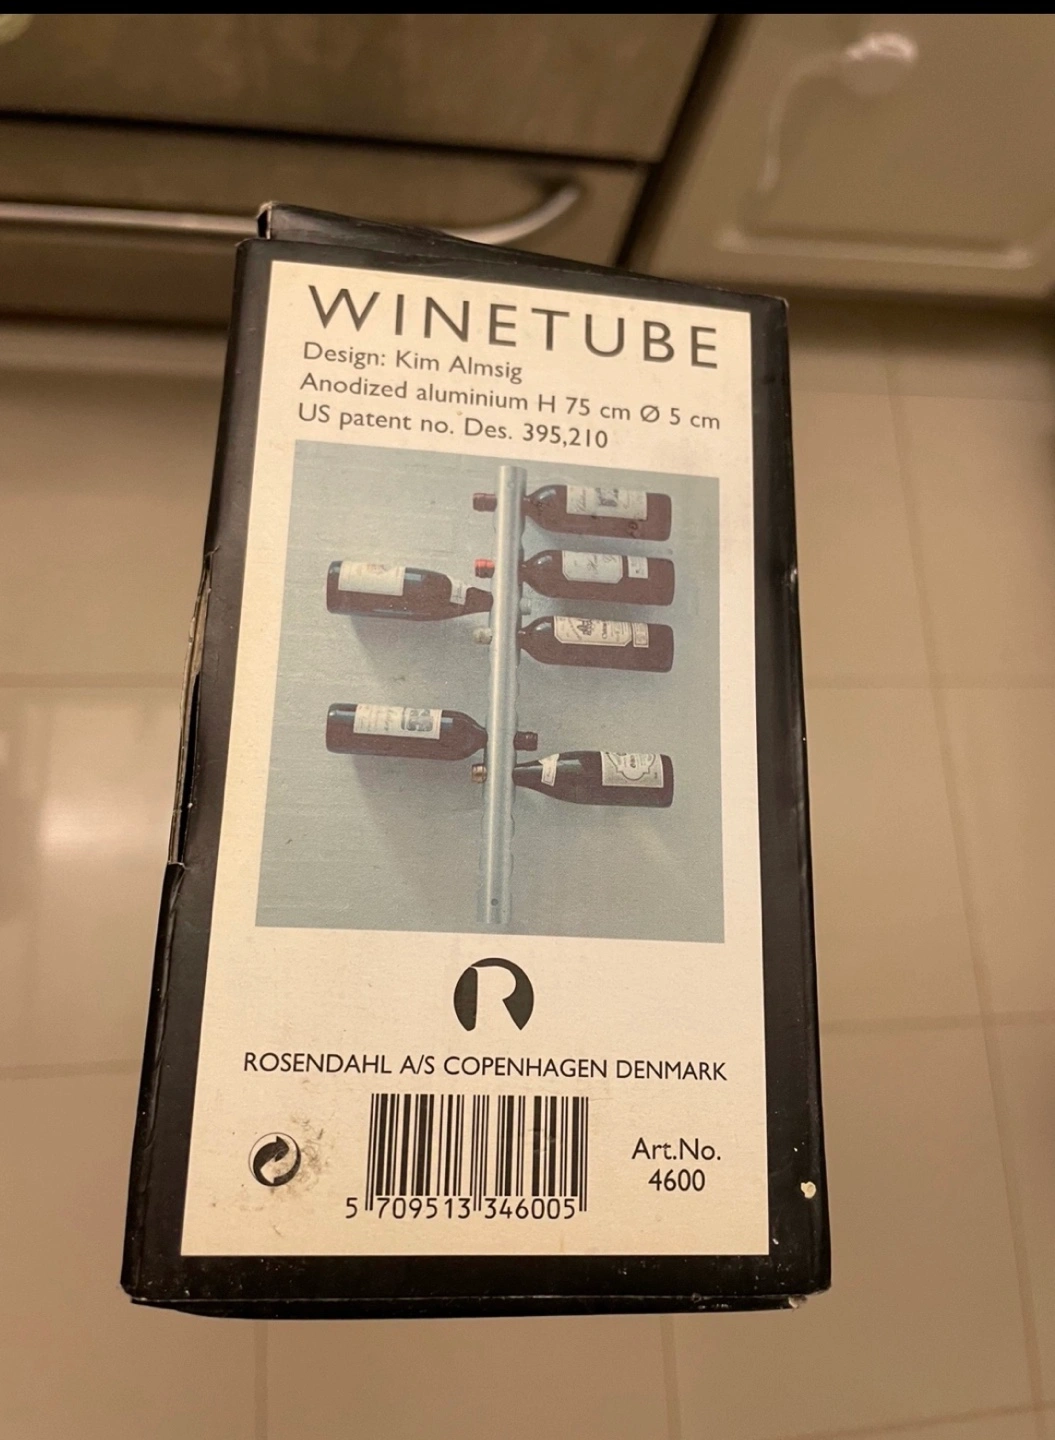 WINETUBE
Design: Kim Almsig
Anodized aluminium H 75 cm Ø 5 cm
US patent no. Des. 395,210
R
ROSENDAHL A/S COPENHAGEN DENMARK
Art.No.
4600
5 709513 346005